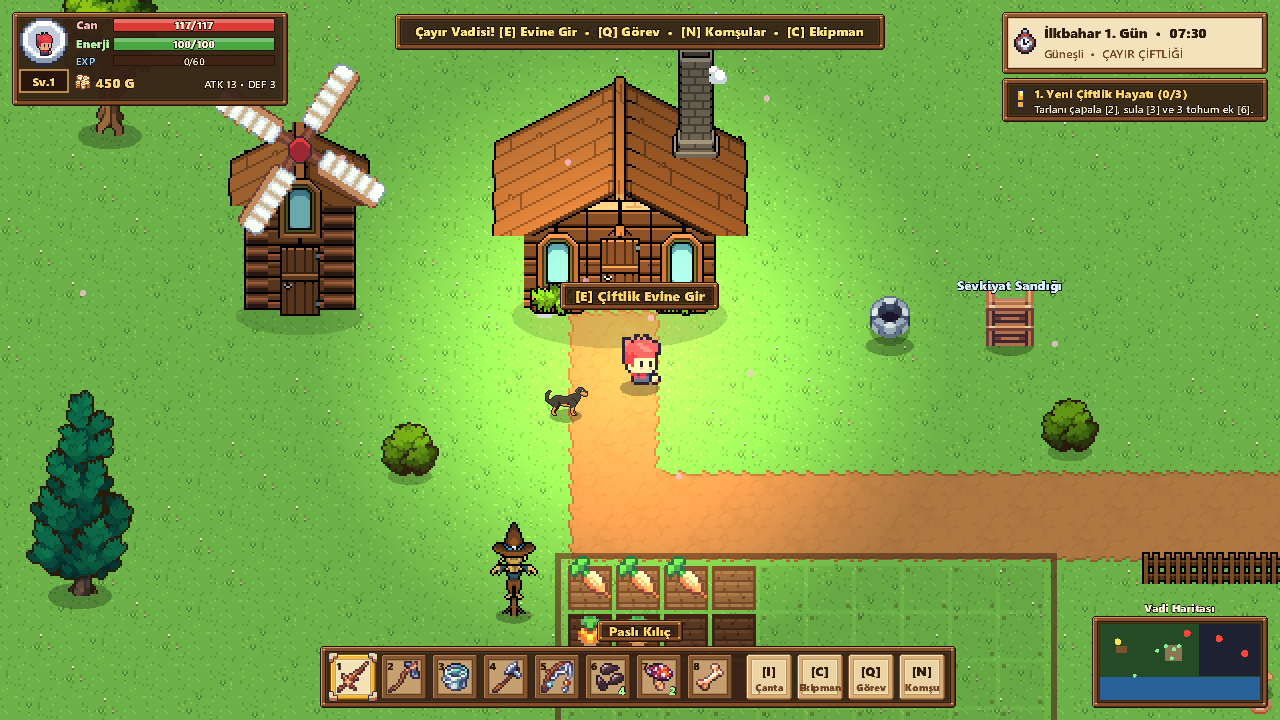 Can 117/117
Enerji 100/100
EXP 0/60
Sv.1 450 G ATK 13 • DEF 3
Çayır Vadisi! [E] Evine Gir • [Q] Görev • [N] Komşular • [C] Ekipman
İlkbahar 1. Gün • 07:30
Güneşli • ÇAYIR ÇİFTLİĞİ
1. Yeni Çiftlik Hayatı (0/3)
Tarlanı çapala [2], sula [3] ve 3 tohum ek [6].
Sevkiyat Sandığı
[E] Çiftlik Evine Gir
Vadi Haritası
Paslı Kılıç
1 2 3 4 5 6 7 8
4 2
[I] [C] [Q] [N]
Çanta Ekipman Görev Komşu